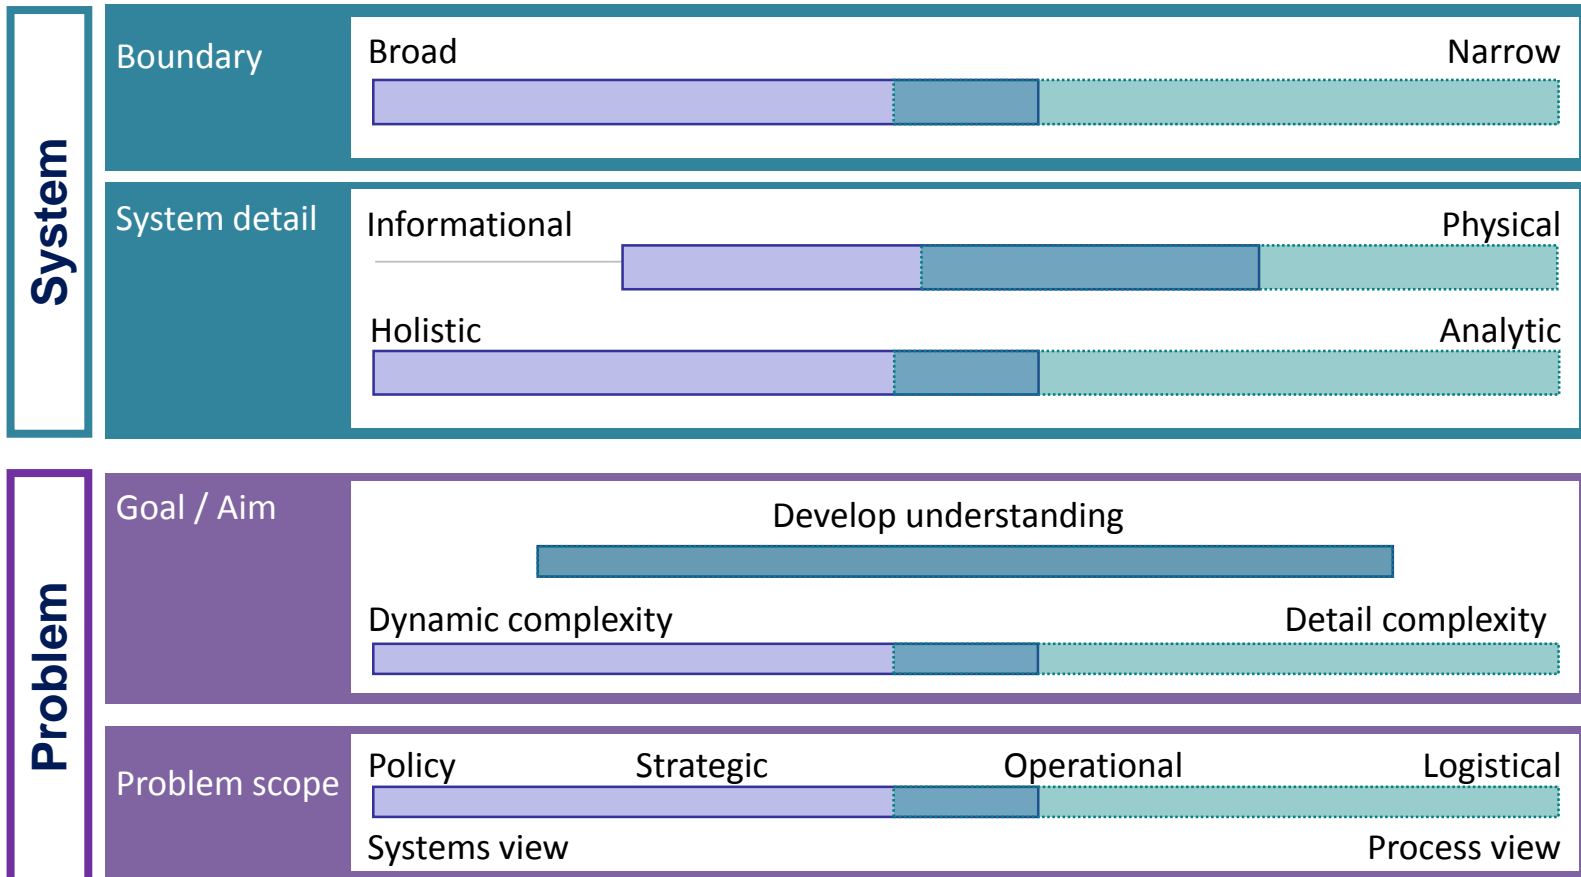 System
Boundary
Broad
Narrow
System detail
Informational
Physical
Holistic
Analytic
Problem
Goal / Aim
Develop understanding
Dynamic complexity
Detail complexity
Problem scope
Policy
Strategic
Operational
Logistical
Systems view
Process view